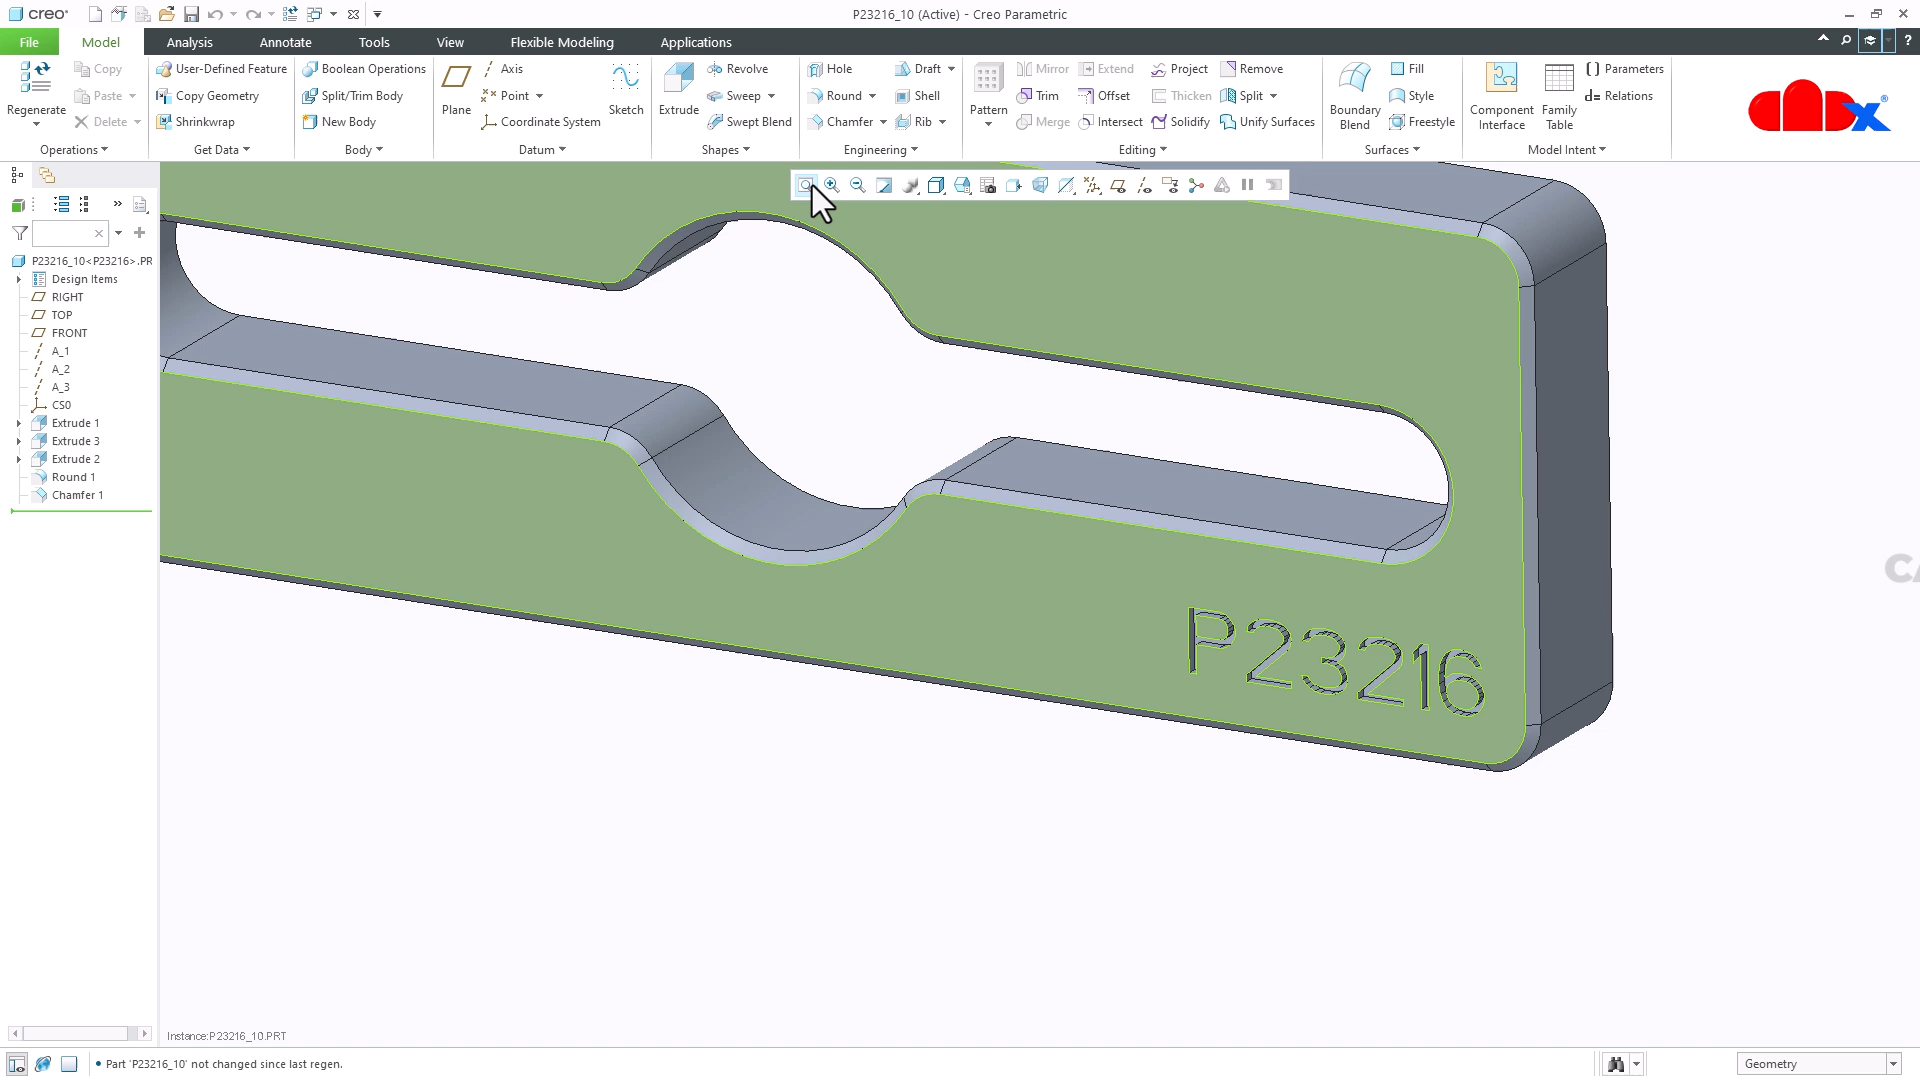 creo
P23216_10 (Active) - Creo Parametric
File Model Analysis Annotate Tools View Flexible Modeling Applications
Regenerate
Copy
Paste
Delete
Operations
User-Defined Feature
Copy Geometry
Shrinkwrap
Get Data
Boolean Operations
Split/Trim Body
New Body
Body
Plane
Axis
Point
Coordinate System
Sketch
Datum
Extrude
Revolve
Sweep
Swept Blend
Shapes
Hole Draft
Round Shell
Chamfer Rib
Engineering
Pattern
Mirror Extend Project Remove
Trim Offset Thicken Split
Merge Intersect Solidify Unify Surfaces
Editing
Boundary Blend
Fill
Style
Freestyle
Surfaces
Component Interface
Family Table
Parameters
d= Relations
Model Intent
CADX®
P23216_10<P23216>.PR
Design Items
RIGHT
TOP
FRONT
A_1
A_2
A_3
CS0
Extrude 1
Extrude 3
Extrude 2
Round 1
Chamfer 1
P23216
CA
Instance:P23216_10.PRT
Part 'P23216_10' not changed since last regen.
Geometry